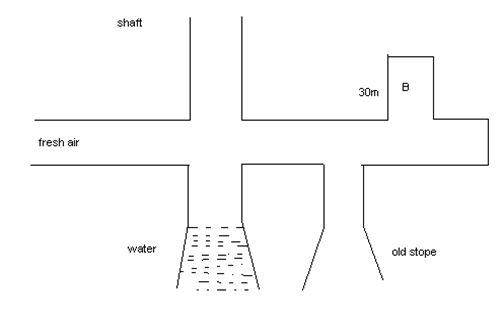 shaft
30m
B
fresh air
water
old stope